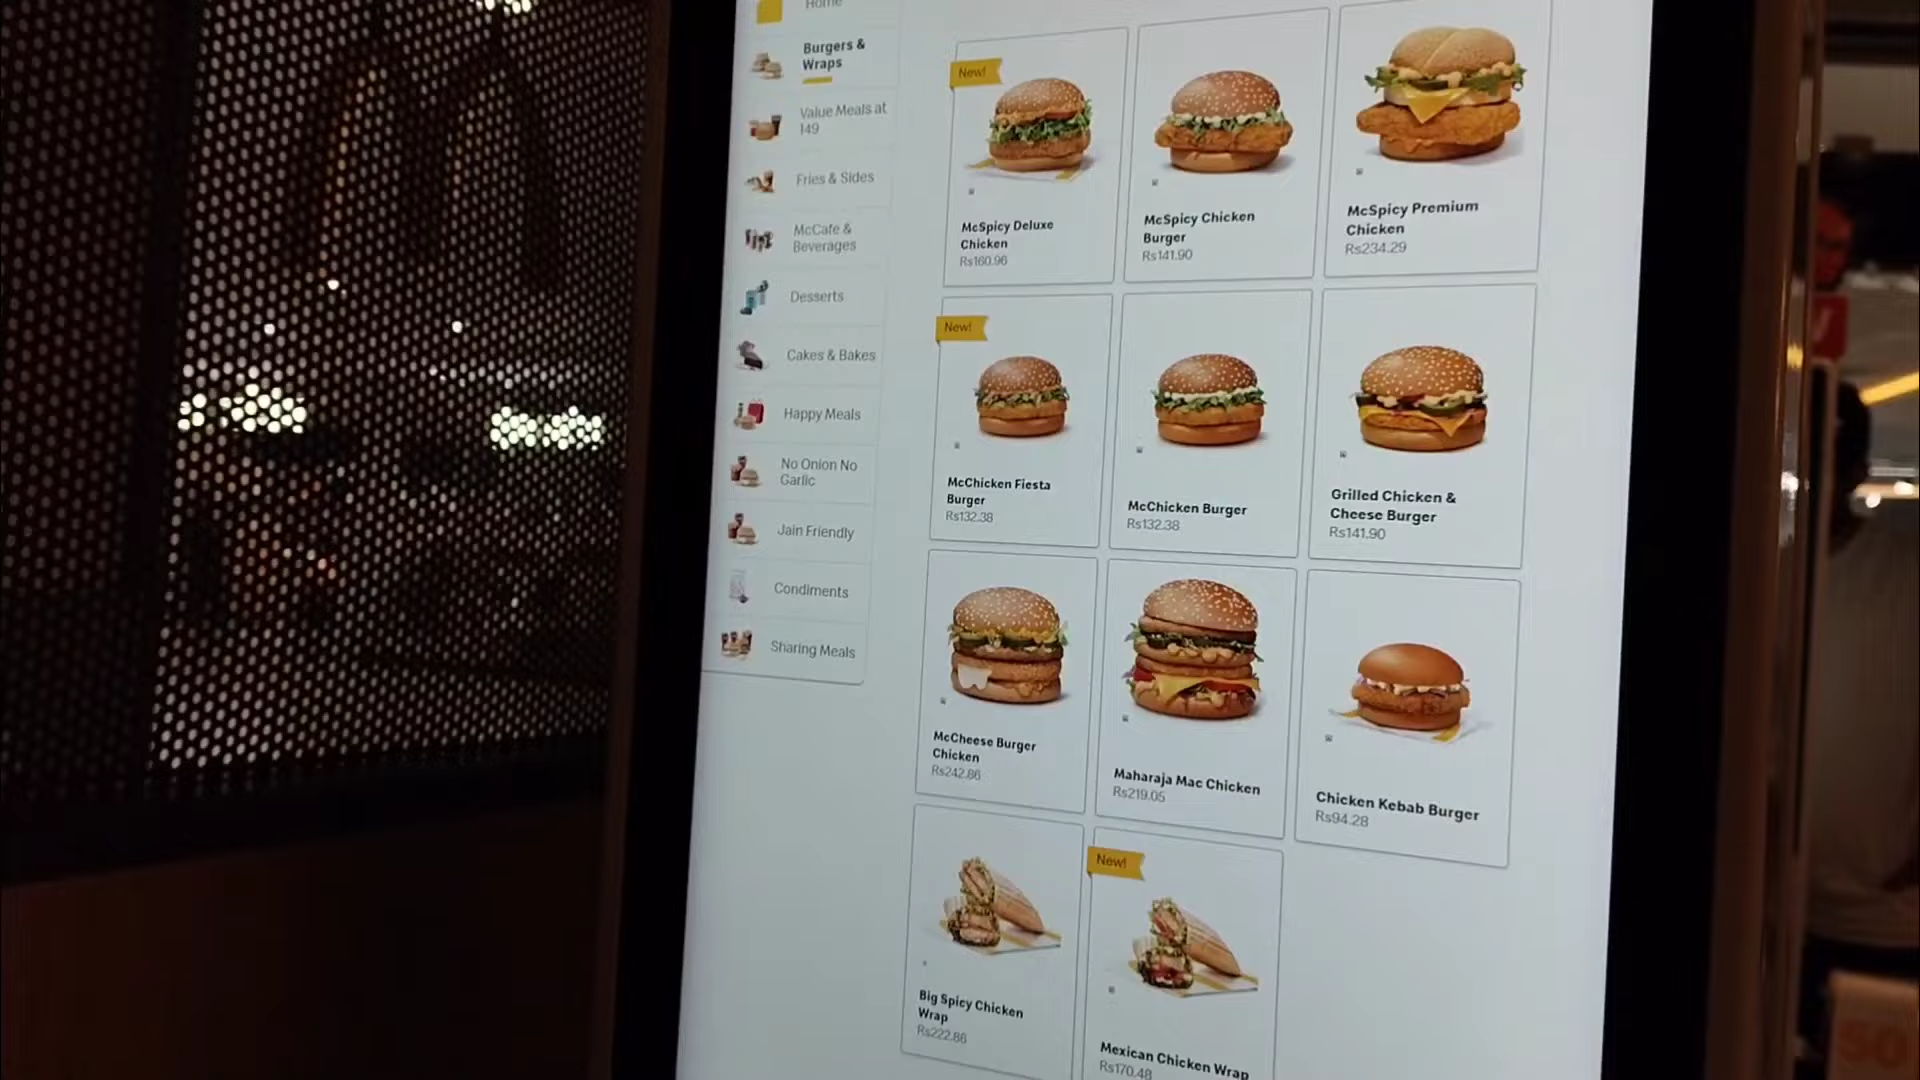 Home
Burgers &
Wraps
Value Meals at
149
Fries & Sides
McCafe &
Beverages
Desserts
Cakes & Bakes
Happy Meals
No Onion No
Garlic
Jain Friendly
Condiments
Sharing Meals
New!
McSpicy Deluxe
Chicken
Rs160.96
McSpicy Chicken
Burger
Rs141.90
McSpicy Premium
Chicken
Rs234.29
New!
McChicken Fiesta
Burger
Rs132.38
McChicken Burger
Rs132.38
Grilled Chicken &
Cheese Burger
Rs141.90
McCheese Burger
Chicken
Rs242.86
Maharaja Mac Chicken
Rs219.05
Chicken Kebab Burger
Rs94.28
Big Spicy Chicken
Wrap
Rs222.86
New!
Mexican Chicken Wrap
Rs170.48
50